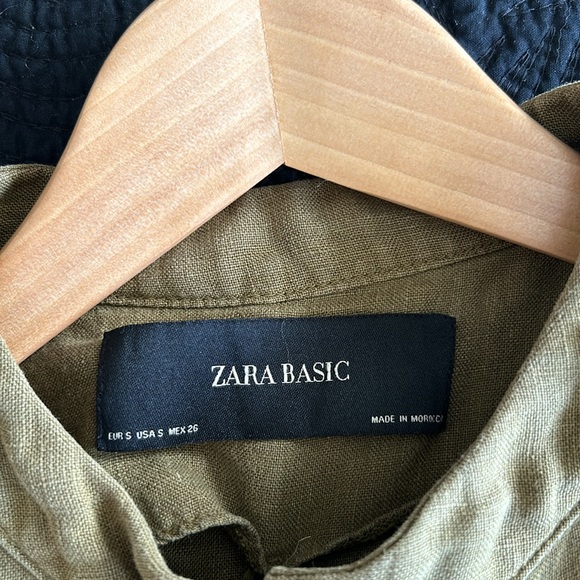 ZARA BASIC
EUR S USA S MEX 26
MADE IN MOROCCO